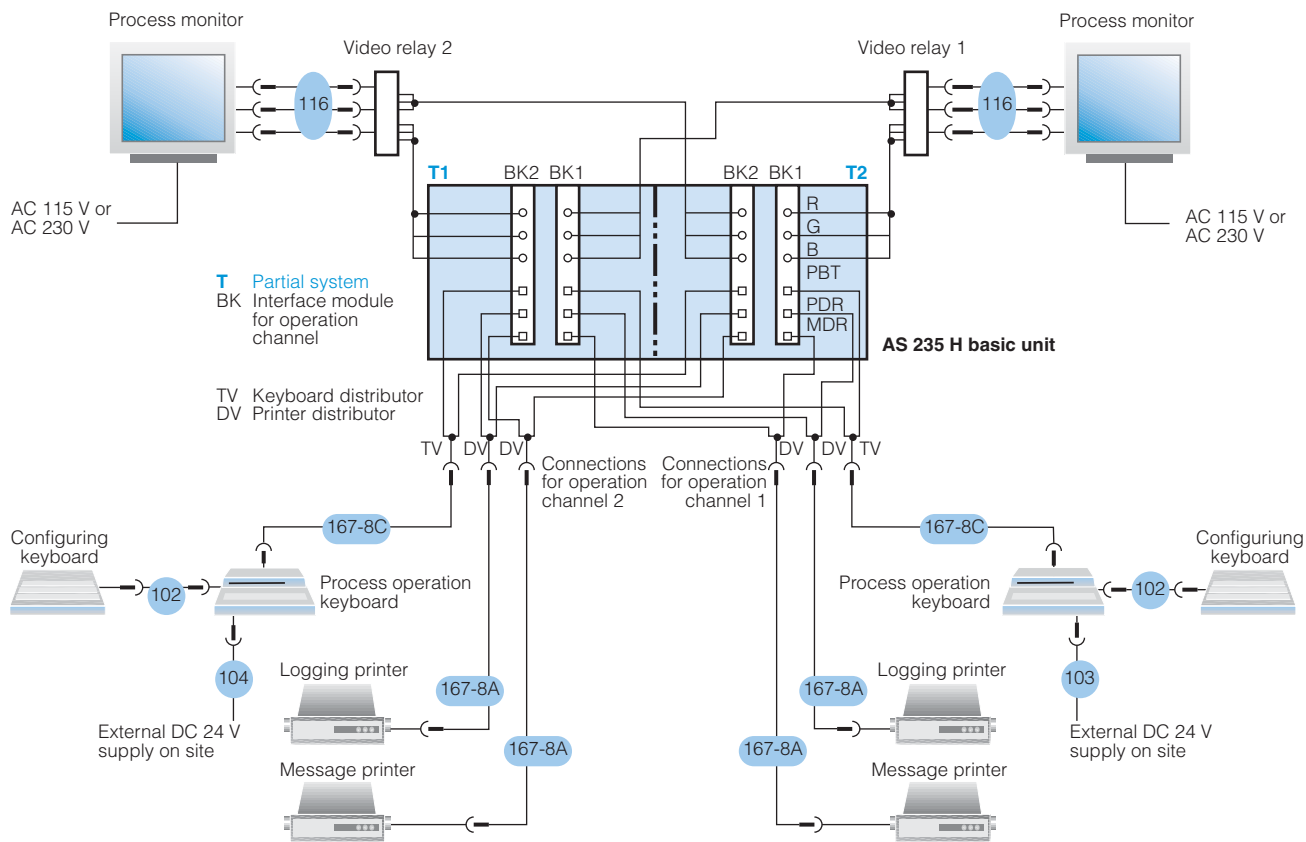 Process monitor
Process monitor
Video relay 2
Video relay 1
116
116
T1
BK2
BK1
BK2
BK1
T2
AC 115 V or
AC 230 V
AC 115 V or
AC 230 V
R
G
B
PBT
PDR
MDR
T Partial system
BK Interface module
for operation
channel
AS 235 H basic unit
TV Keyboard distributor
DV Printer distributor
TV
DV
DV
DV
DV
TV
Connections
for operation
channel 2
Connections
for operation
channel 1
167-8C
167-8C
Configuring
keyboard
Configuriung
keyboard
102
Process operation
keyboard
Process operation
keyboard
102
104
103
Logging printer
Logging printer
167-8A
167-8A
External DC 24 V
supply on site
External DC 24 V
supply on site
167-8A
167-8A
Message printer
Message printer